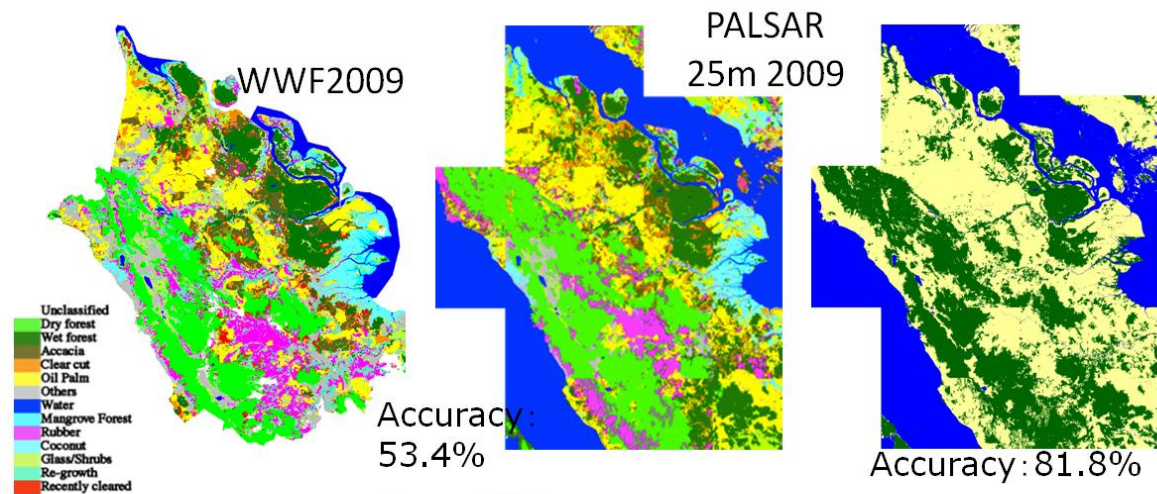 WWF2009
PALSAR
25m 2009
Unclassified
Dry forest
Wet forest
Accacia
Clear cut
Oil Palm
Others
Water
Mangrove Forest
Rubber
Coconut
Glass/Shrubs
Re-growth
Recently cleared
Accuracy:
53.4%
Accuracy:81.8%